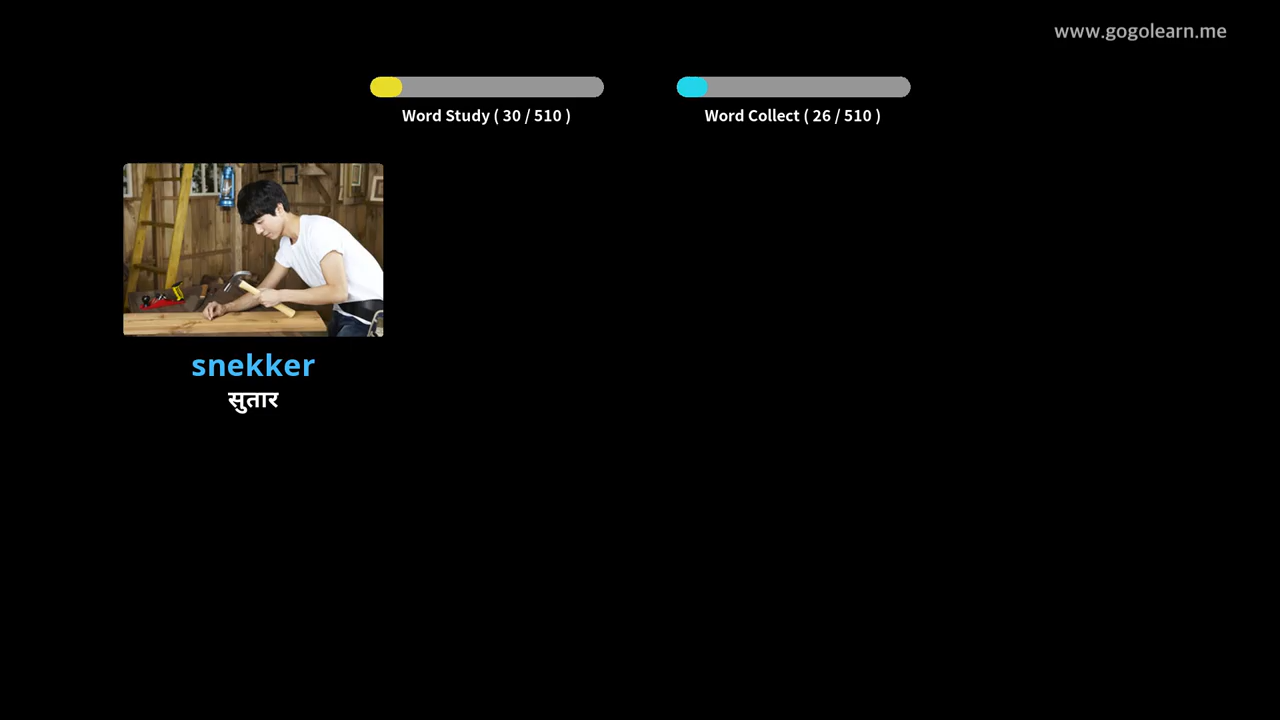 www.gogolearn.me
Word Study ( 30 / 510 )
Word Collect ( 26 / 510 )
snekker
सुतार